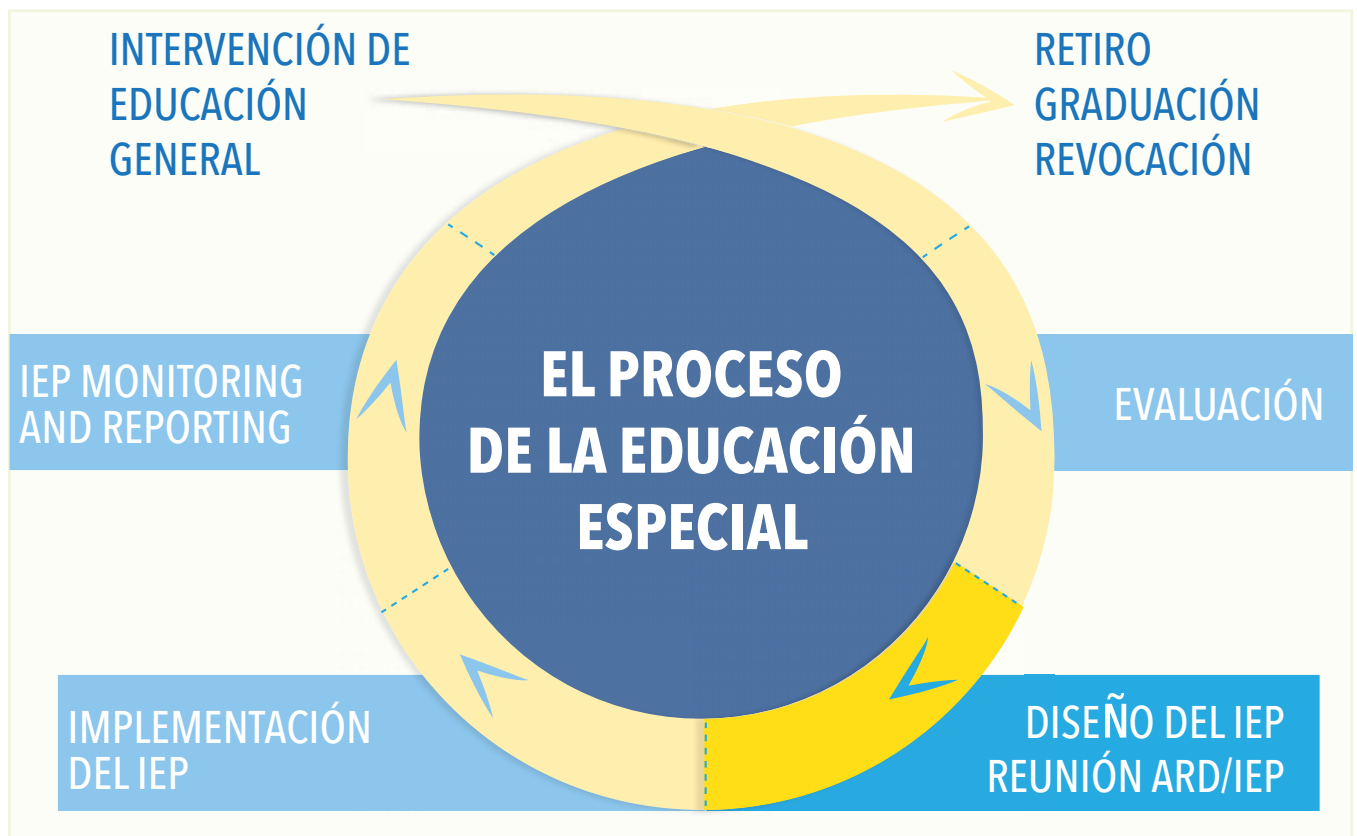 INTERVENCIÓN DE
EDUCACIÓN
GENERAL
RETIRO
GRADUACIÓN
REVOCACIÓN
IEP MONITORING
AND REPORTING
EL PROCESO
DE LA EDUCACIÓN
ESPECIAL
EVALUACIÓN
IMPLEMENTACIÓN
DEL IEP
DISEÑO DEL IEP
REUNIÓN ARD/IEP